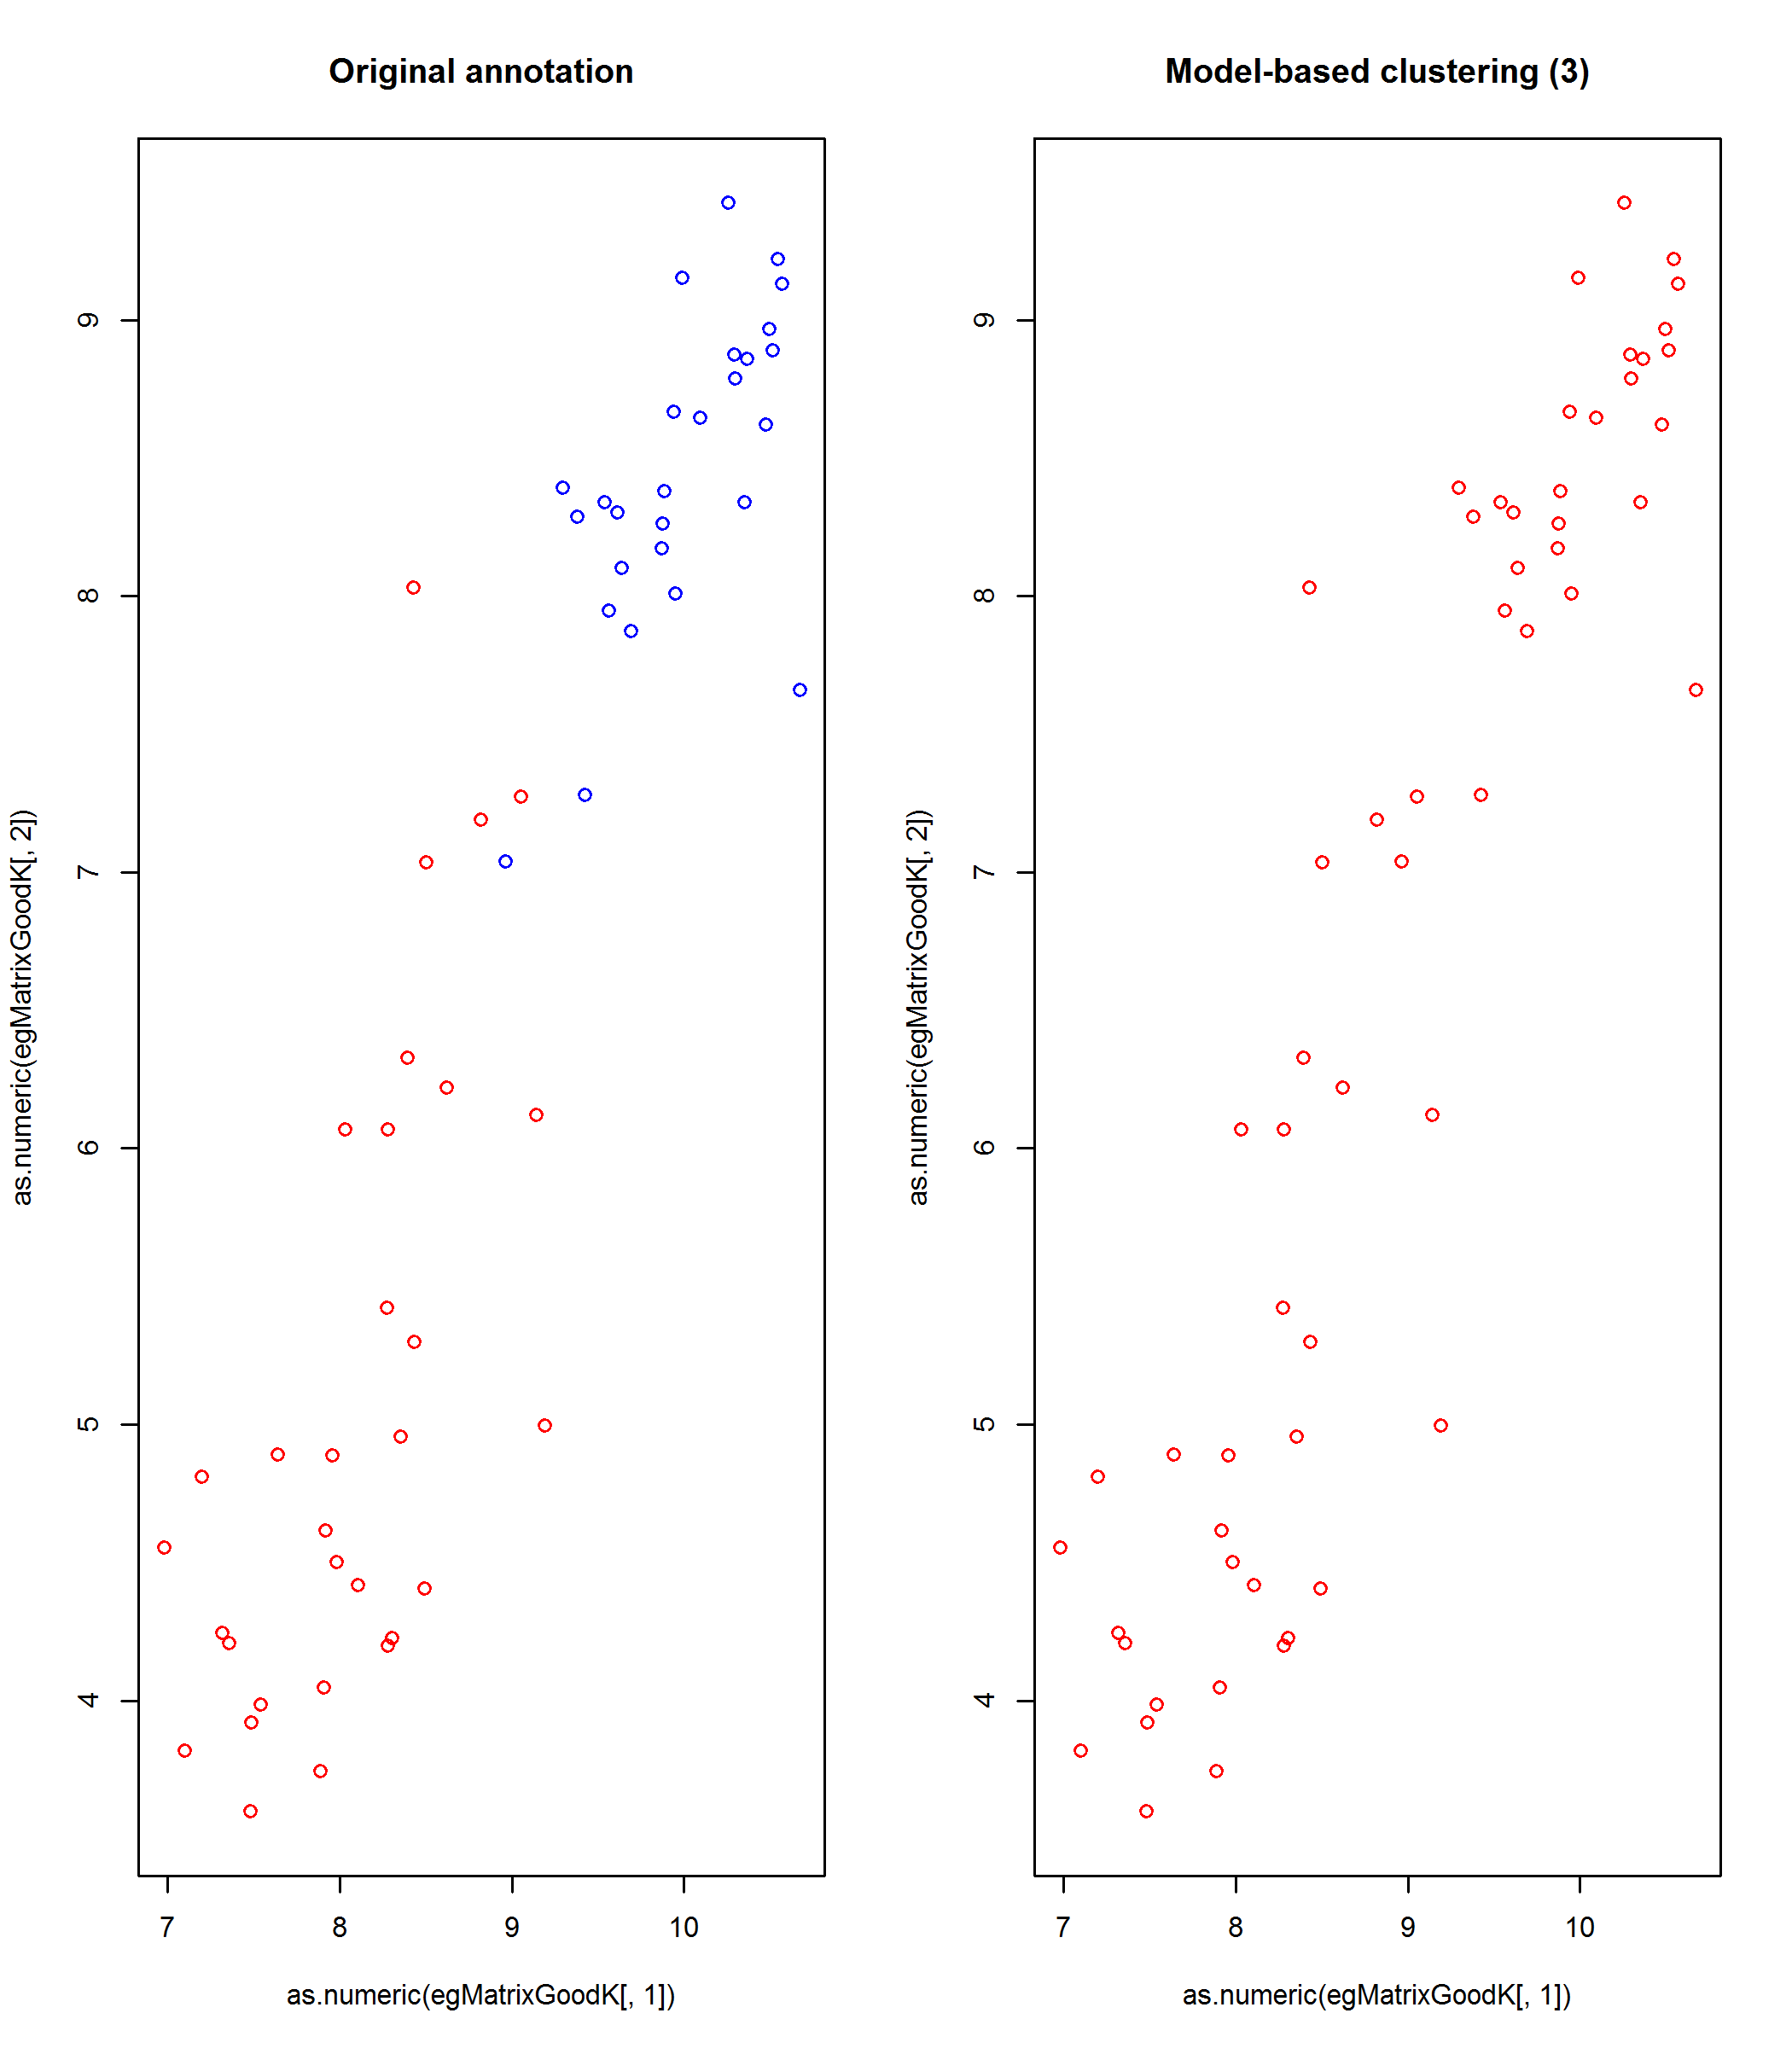 Original annotation
as.numeric(egMatrixGoodK[, 2])
9
8
7
6
5
4
7 8 9 10
as.numeric(egMatrixGoodK[, 1])
Model-based clustering (3)
as.numeric(egMatrixGoodK[, 2])
9
8
7
6
5
4
7 8 9 10
as.numeric(egMatrixGoodK[, 1])